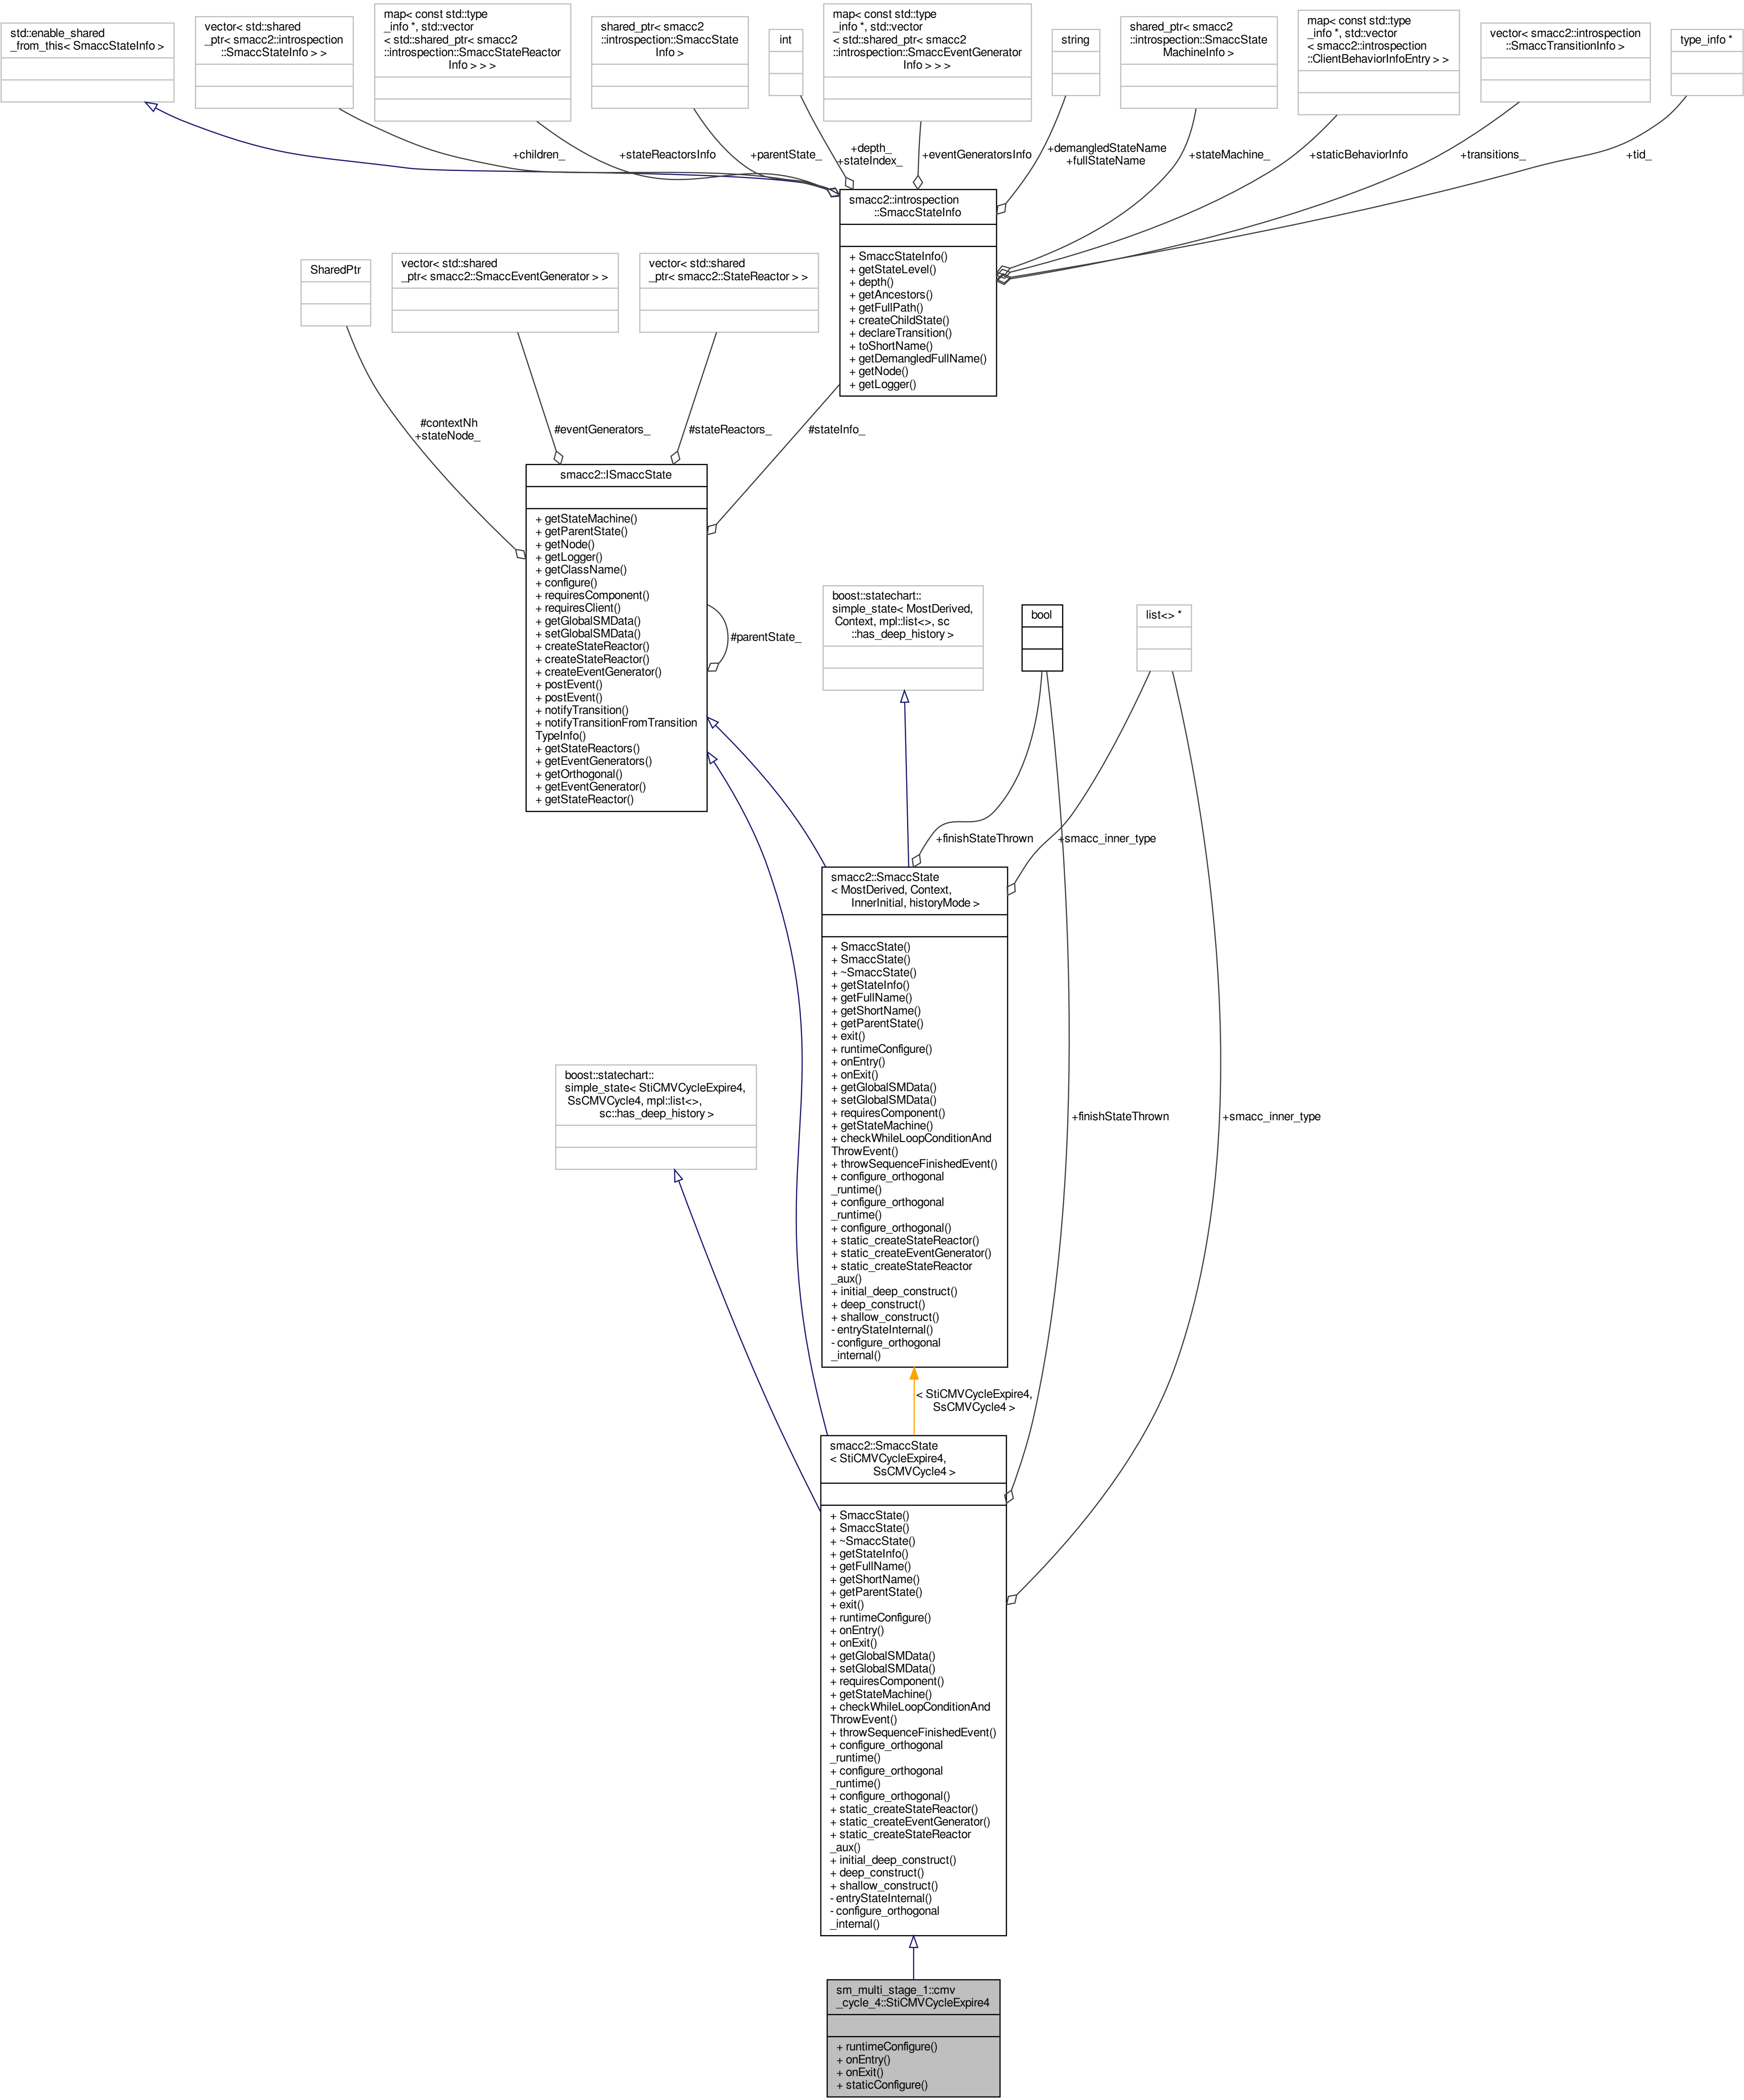 std::enable_shared
_from_this< SmaccStateInfo >
vector< std::shared
_ptr< smacc2::introspection
::SmaccStateInfo > >
map< const std::type
_info *, std::vector
< std::shared_ptr< smacc2
::introspection::SmaccStateReactor
Info > > >
shared_ptr< smacc2
::introspection::SmaccState
Info >
int
map< const std::type
_info *, std::vector
< std::shared_ptr< smacc2
::introspection::SmaccEventGenerator
Info > > >
string
shared_ptr< smacc2
::introspection::SmaccState
MachineInfo >
map< const std::type
_info *, std::vector
< smacc2::introspection
::ClientBehaviorInfoEntry > >
vector< smacc2::introspection
::SmaccTransitionInfo >
type_info *
+children_
+stateReactorsInfo
+parentState_
+depth_
+stateIndex_
+eventGeneratorsInfo
+demangledStateName
+fullStateName
+stateMachine_
+staticBehaviorInfo
+transitions_
+tid_
smacc2::introspection
::SmaccStateInfo
+ SmaccStateInfo()
+ getStateLevel()
+ depth()
+ getAncestors()
+ getFullPath()
+ createChildState()
+ declareTransition()
+ toShortName()
+ getDemangledFullName()
+ getNode()
+ getLogger()
SharedPtr
vector< std::shared
_ptr< smacc2::SmaccEventGenerator > >
vector< std::shared
_ptr< smacc2::StateReactor > >
#contextNh
+stateNode_
#eventGenerators_
#stateReactors_
#stateInfo_
smacc2::ISmaccState
+ getStateMachine()
+ getParentState()
+ getNode()
+ getLogger()
+ getClassName()
+ configure()
+ requiresComponent()
+ requiresClient()
+ getGlobalSMData()
+ setGlobalSMData()
+ createStateReactor()
+ createStateReactor()
+ createEventGenerator()
+ postEvent()
+ postEvent()
+ notifyTransition()
+ notifyTransitionFromTransition
TypeInfo()
+ getStateReactors()
+ getEventGenerators()
+ getOrthogonal()
+ getEventGenerator()
+ getStateReactor()
#parentState_
boost::statechart::
simple_state< MostDerived,
Context, mpl::list<>, sc
::has_deep_history >
bool
list<> *
+finishStateThrown
+smacc_inner_type
smacc2::SmaccState
< MostDerived, Context,
InnerInitial, historyMode >
+ SmaccState()
+ SmaccState()
+ ~SmaccState()
+ getStateInfo()
+ getFullName()
+ getShortName()
+ getParentState()
+ exit()
+ runtimeConfigure()
+ onEntry()
+ onExit()
+ getGlobalSMData()
+ setGlobalSMData()
+ requiresComponent()
+ getStateMachine()
+ checkWhileLoopConditionAnd
ThrowEvent()
+ throwSequenceFinishedEvent()
+ configure_orthogonal
_runtime()
+ configure_orthogonal
_runtime()
+ configure_orthogonal()
+ static_createStateReactor()
+ static_createEventGenerator()
+ static_createStateReactor
_aux()
+ initial_deep_construct()
+ deep_construct()
+ shallow_construct()
- entryStateInternal()
- configure_orthogonal
_internal()
boost::statechart::
simple_state< StiCMVCycleExpire4,
SsCMVCycle4, mpl::list<>,
sc::has_deep_history >
+finishStateThrown
+smacc_inner_type
< StiCMVCycleExpire4,
SsCMVCycle4 >
smacc2::SmaccState
< StiCMVCycleExpire4,
SsCMVCycle4 >
+ SmaccState()
+ SmaccState()
+ ~SmaccState()
+ getStateInfo()
+ getFullName()
+ getShortName()
+ getParentState()
+ exit()
+ runtimeConfigure()
+ onEntry()
+ onExit()
+ getGlobalSMData()
+ setGlobalSMData()
+ requiresComponent()
+ getStateMachine()
+ checkWhileLoopConditionAnd
ThrowEvent()
+ throwSequenceFinishedEvent()
+ configure_orthogonal
_runtime()
+ configure_orthogonal
_runtime()
+ configure_orthogonal()
+ static_createStateReactor()
+ static_createEventGenerator()
+ static_createStateReactor
_aux()
+ initial_deep_construct()
+ deep_construct()
+ shallow_construct()
- entryStateInternal()
- configure_orthogonal
_internal()
sm_multi_stage_1::cmv
_cycle_4::StiCMVCycleExpire4
+ runtimeConfigure()
+ onEntry()
+ onExit()
+ staticConfigure()